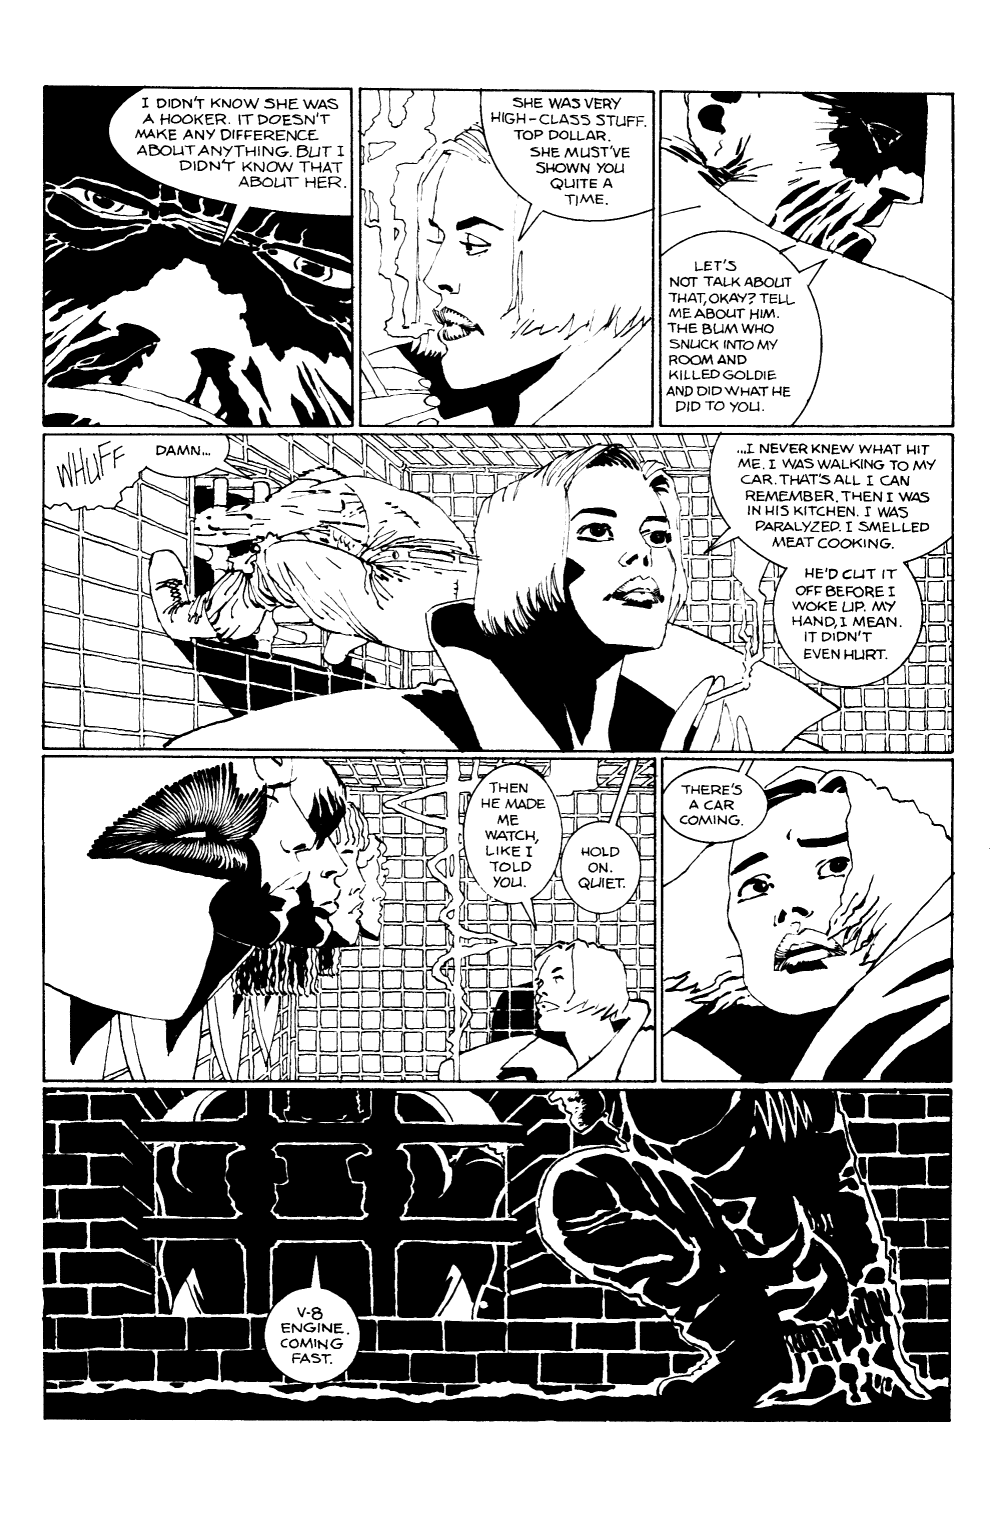 I DIDN'T KNOW SHE WAS
A HOOKER. IT DOESN'T
MAKE ANY DIFFERENCE
ABOUT ANYTHING. BUT I
DIDN'T KNOW THAT
ABOUT HER.
SHE WAS VERY
HIGH-CLASS STUFF.
TOP DOLLAR.
SHE MUST'VE
SHOWN YOU
QUITE A
TIME.
LET'S
NOT TALK ABOUT
THAT, OKAY? TELL
ME ABOUT HIM.
THE BUM WHO
SNUCK INTO MY
ROOM AND
KILLED GOLDIE
AND DID WHAT HE
DID TO YOU.
WHUFF
DAMN...
...I NEVER KNEW WHAT HIT
ME. I WAS WALKING TO MY
CAR. THAT'S ALL I CAN
REMEMBER. THEN I WAS
IN HIS KITCHEN. I WAS
PARALYZED. I SMELLED
MEAT COOKING.
HE'D CUT IT
OFF BEFORE I
WOKE UP. MY
HAND, I MEAN.
IT DIDN'T
EVEN HURT.
THEN
HE MADE
ME
WATCH,
LIKE I
TOLD
YOU.
HOLD
ON.
QUIET.
THERE'S
A CAR
COMING.
V-8
ENGINE.
COMING
FAST.